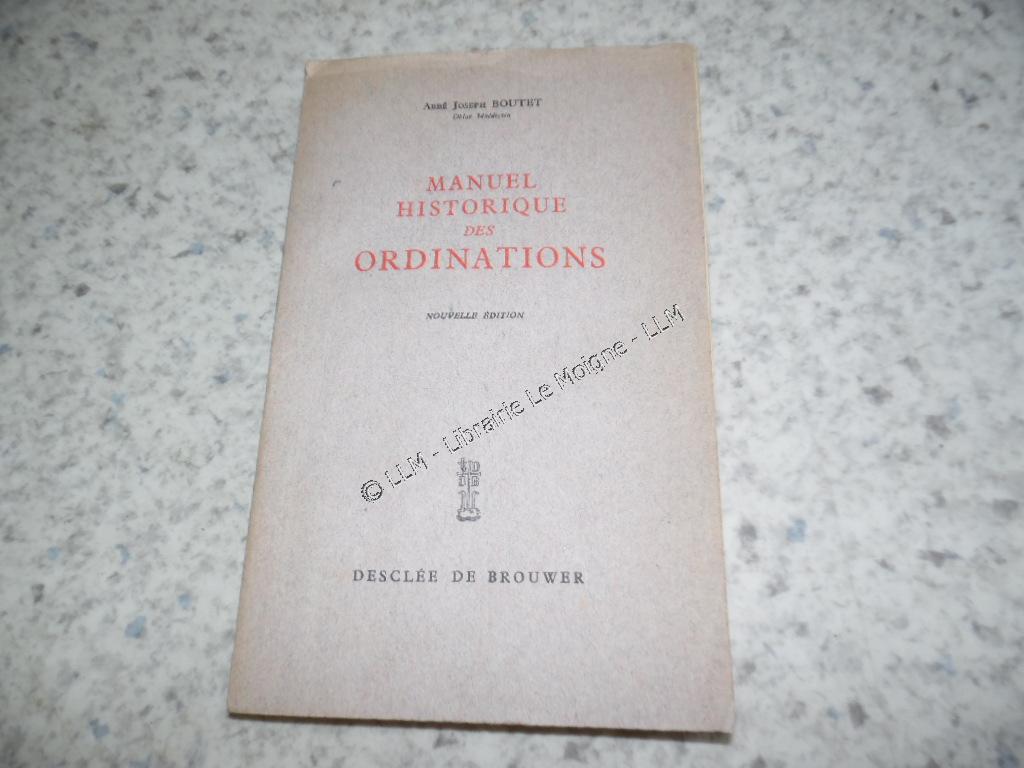 Abbé Joseph BOUTET
MANUEL
HISTORIQUE
DES
ORDINATIONS
NOUVELLE ÉDITION
© LLM - Librairie Le Moigne - LLM
DESCLÉE DE BROUWER